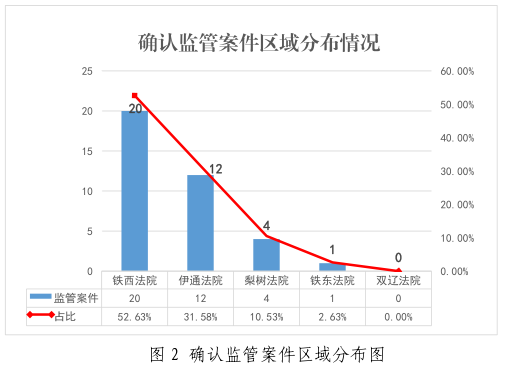 确认监管案件区域分布情况
25 60.00%
20 50.00%
15 40.00%
10 30.00%
5 20.00%
0 10.00%
0.00%
20 12 4 1 0
铁西法院 伊通法院 梨树法院 铁东法院 双辽法院
监管案件 20 12 4 1 0
占比 52.63% 31.58% 10.53% 2.63% 0.00%
图 2 确认监管案件区域分布图